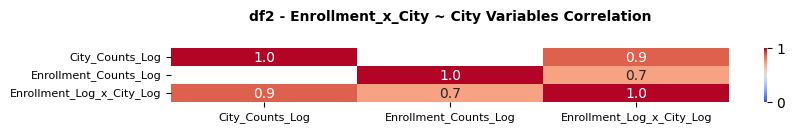 df2 - Enrollment_x_City ~ City Variables Correlation
City_Counts_Log 1.0 0.9 1
Enrollment_Counts_Log 1.0 0.7
Enrollment_Log_x_City_Log 0.9 0.7 1.0 0
City_Counts_Log Enrollment_Counts_Log Enrollment_Log_x_City_Log